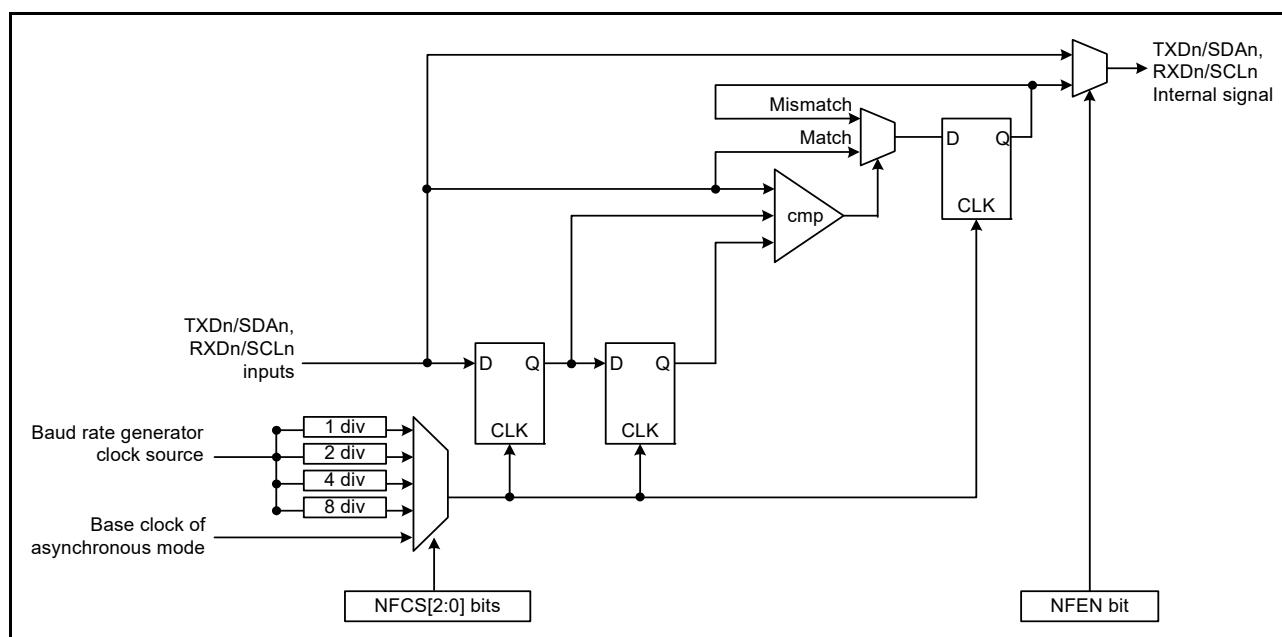 TXDn/SDAn,
RXDn/SCLn
Internal signal
Mismatch
Match
D
Q
CLK
cmp
TXDn/SDAn,
RXDn/SCLn
inputs
D
Q
CLK
D
Q
CLK
Baud rate generator
clock source
1 div
2 div
4 div
8 div
Base clock of
asynchronous mode
NFCS[2:0] bits
NFEN bit